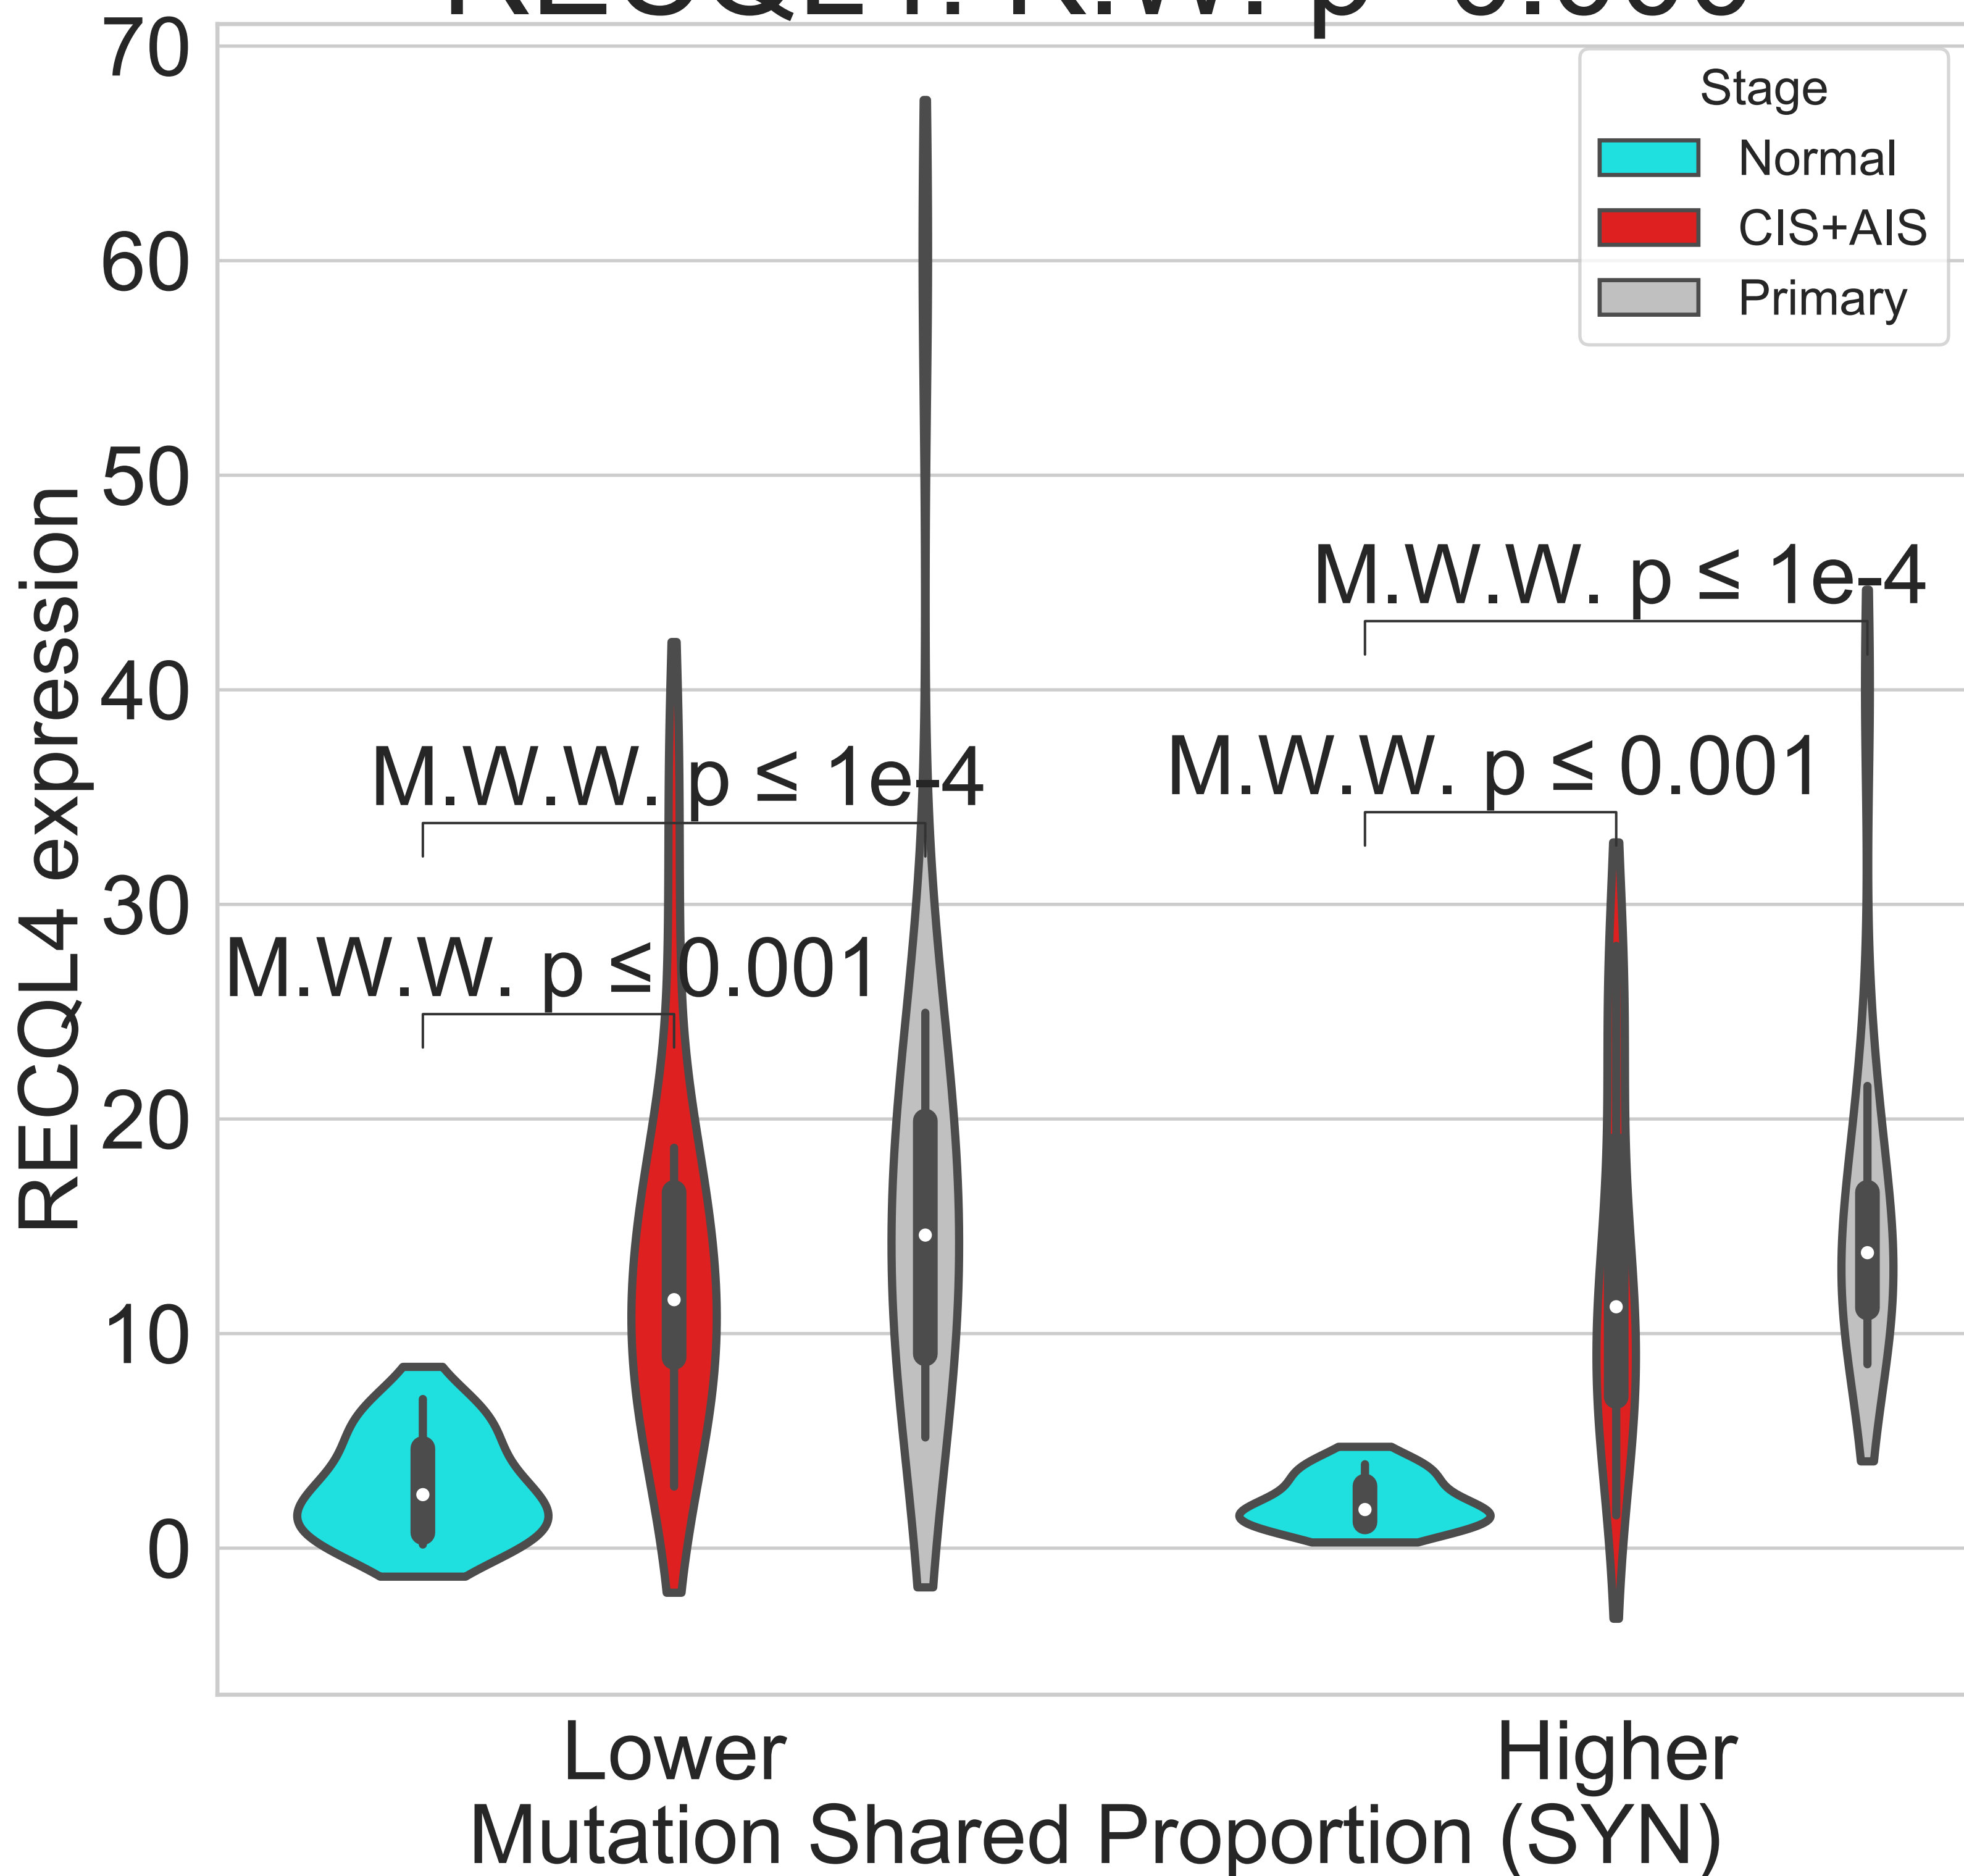 70
60
50
40
30
20
10
0
RECQL4 expression
Stage
Normal
CIS+AIS
Primary
M.W.W. p ≤ 1e-4
M.W.W. p ≤ 0.001
M.W.W. p ≤ 1e-4
M.W.W. p ≤ 0.001
Lower
Higher
Mutation Shared Proportion (SYN)